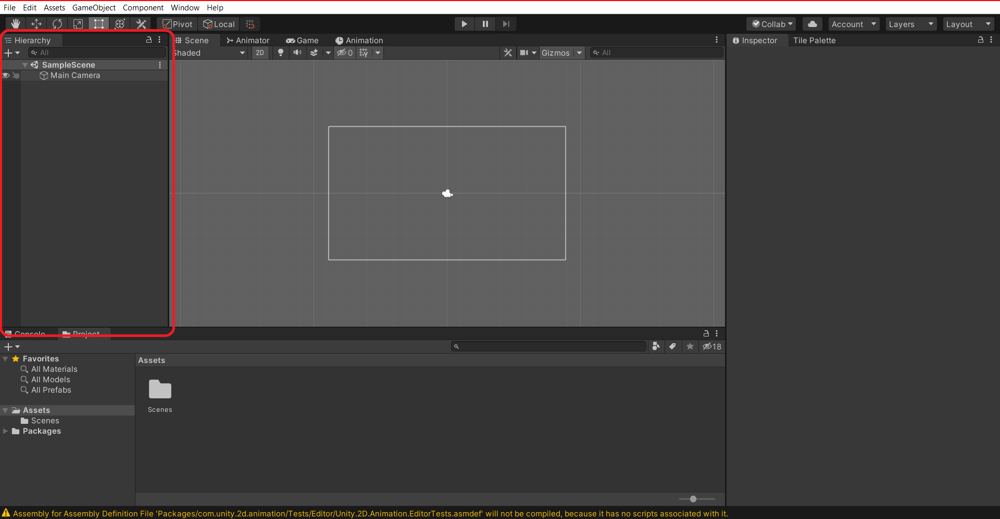 File Edit Assets GameObject Component Window Help
Pivot Local Collab Account Layers Layout
Hierarchy
All
SampleScene
Main Camera
Scene Animator Game Animation
Shaded 2D 0 Gizmos All
Inspector Tile Palette
Console Project
18
Favorites
All Materials
All Models
All Prefabs
Assets
Scenes
Packages
Assets
Scenes
Assembly for Assembly Definition File 'Packages/com.unity.2d.animation/Tests/Editor/Unity.2D.Animation.EditorTests.asmdef' will not be compiled, because it has no scripts associated with it.